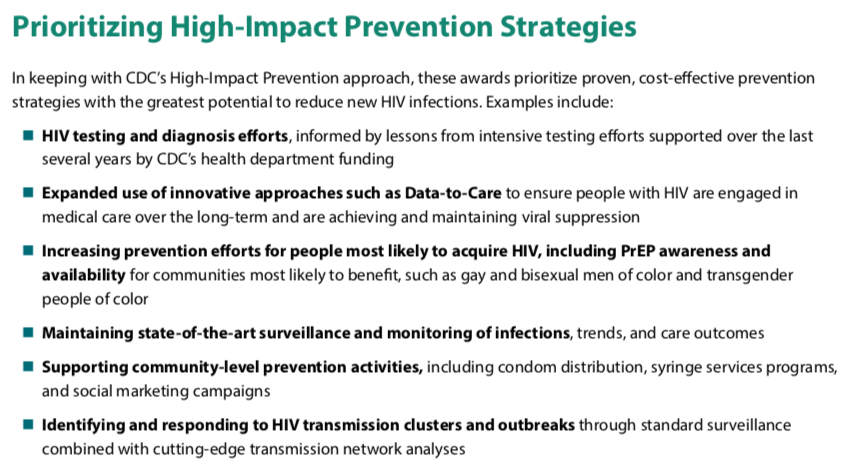 Prioritizing High-Impact Prevention Strategies
In keeping with CDC's High-Impact Prevention approach, these awards prioritize proven, cost-effective prevention
strategies with the greatest potential to reduce new HIV infections. Examples include:
■ HIV testing and diagnosis efforts, informed by lessons from intensive testing efforts supported over the last
several years by CDC's health department funding
■ Expanded use of innovative approaches such as Data-to-Care to ensure people with HIV are engaged in
medical care over the long-term and are achieving and maintaining viral suppression
■ Increasing prevention efforts for people most likely to acquire HIV, including PrEP awareness and
availability for communities most likely to benefit, such as gay and bisexual men of color and transgender
people of color
■ Maintaining state-of-the-art surveillance and monitoring of infections, trends, and care outcomes
■ Supporting community-level prevention activities, including condom distribution, syringe services programs,
and social marketing campaigns
■ Identifying and responding to HIV transmission clusters and outbreaks through standard surveillance
combined with cutting-edge transmission network analyses